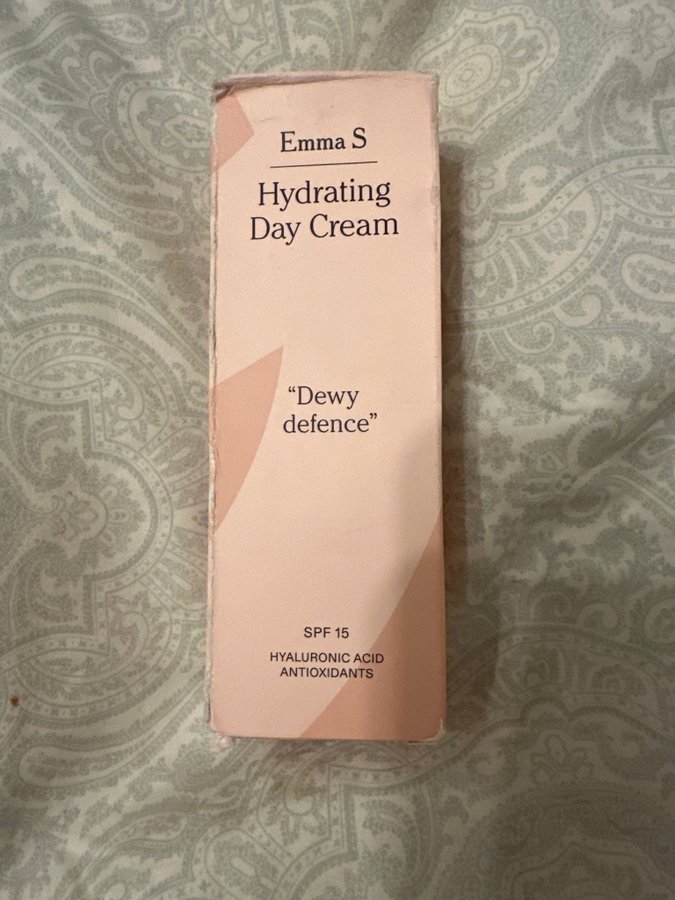 Emma S
Hydrating
Day Cream
“Dewy
defence”
SPF 15
HYALURONIC ACID
ANTIOXIDANTS